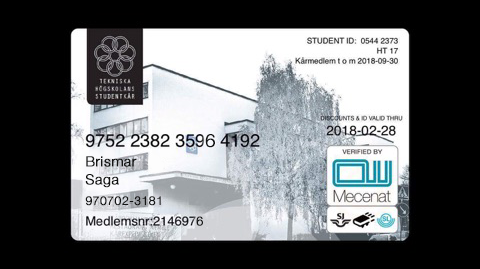 TEKNISKA
HÖGSKOLANS
STUDENTKÅR
STUDENT ID: 0544 2373
HT 17
Kårmedlem t o m 2018-09-30
DISCOUNTS & ID VALID THRU
2018-02-28
9752 2382 3596 4192
Brismar
Saga
970702-3181
Medlemsnr:2146976
VERIFIED BY
Mecenat
SJ
SL